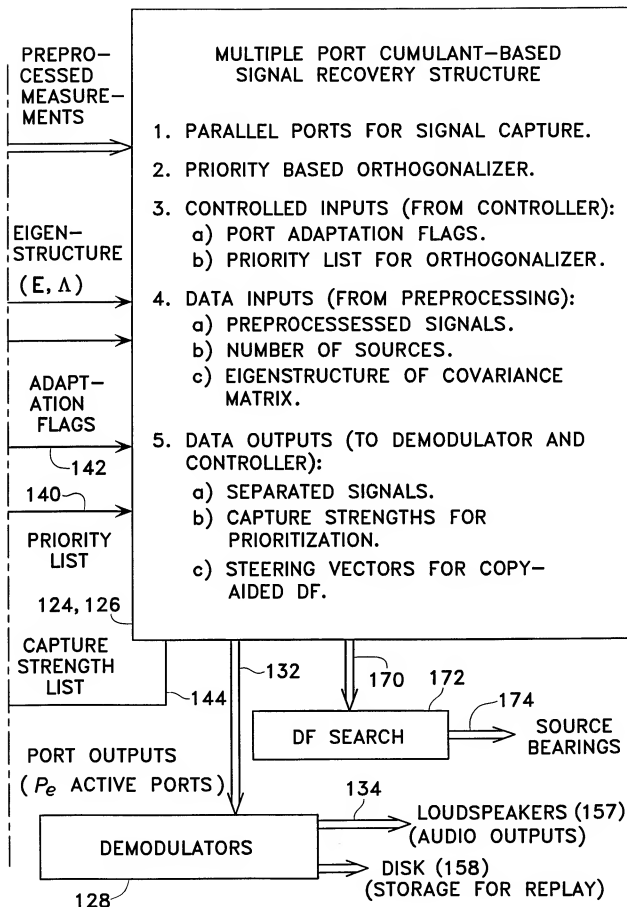 PREPRO-
CESSED
MEASURE-
MENTS
EIGEN-
STRUCTURE
(E, Λ)
ADAPT-
ATION
FLAGS
142
140
PRIORITY
LIST
124, 126
CAPTURE
STRENGTH
LIST
144
MULTIPLE PORT CUMULANT-BASED
SIGNAL RECOVERY STRUCTURE
1. PARALLEL PORTS FOR SIGNAL CAPTURE.
2. PRIORITY BASED ORTHOGONALIZER.
3. CONTROLLED INPUTS (FROM CONTROLLER):
a) PORT ADAPTATION FLAGS.
b) PRIORITY LIST FOR ORTHOGONALIZER.
4. DATA INPUTS (FROM PREPROCESSING):
a) PREPROCESSESSED SIGNALS.
b) NUMBER OF SOURCES.
c) EIGENSTRUCTURE OF COVARIANCE
MATRIX.
5. DATA OUTPUTS (TO DEMODULATOR AND
CONTROLLER):
a) SEPARATED SIGNALS.
b) CAPTURE STRENGTHS FOR
PRIORITIZATION.
c) STEERING VECTORS FOR COPY-
AIDED DF.
132
170
172
174
DF SEARCH
SOURCE
BEARINGS
PORT OUTPUTS
(Pe ACTIVE PORTS)
134
DEMODULATORS
128
LOUDSPEAKERS (157)
(AUDIO OUTPUTS)
DISK (158)
(STORAGE FOR REPLAY)